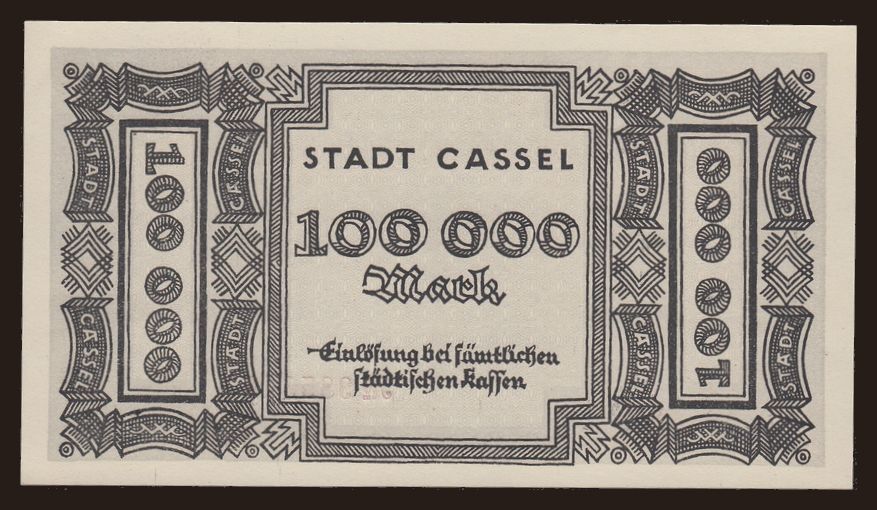 STADT CASSEL
100 000
Mark
Einlösung bei sämtlichen
städtischen Kassen
100 000
STADT
CASSEL
CASSEL
STADT
100 000
STADT
CASSEL
CASSEL
STADT